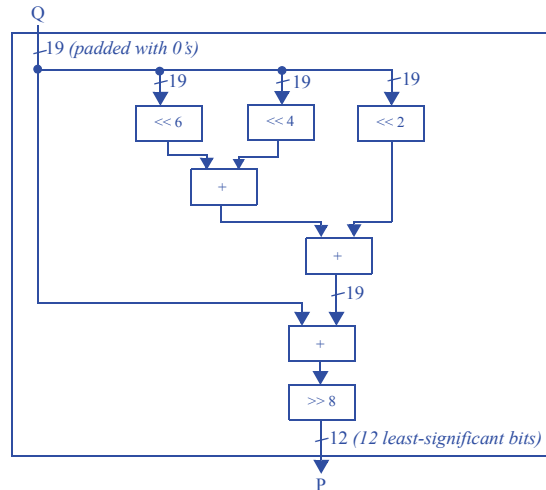 Q
19 (padded with 0's)
19
19
19
<< 6
<< 4
<< 2
+
+
19
+
>> 8
12 (12 least-significant bits)
P